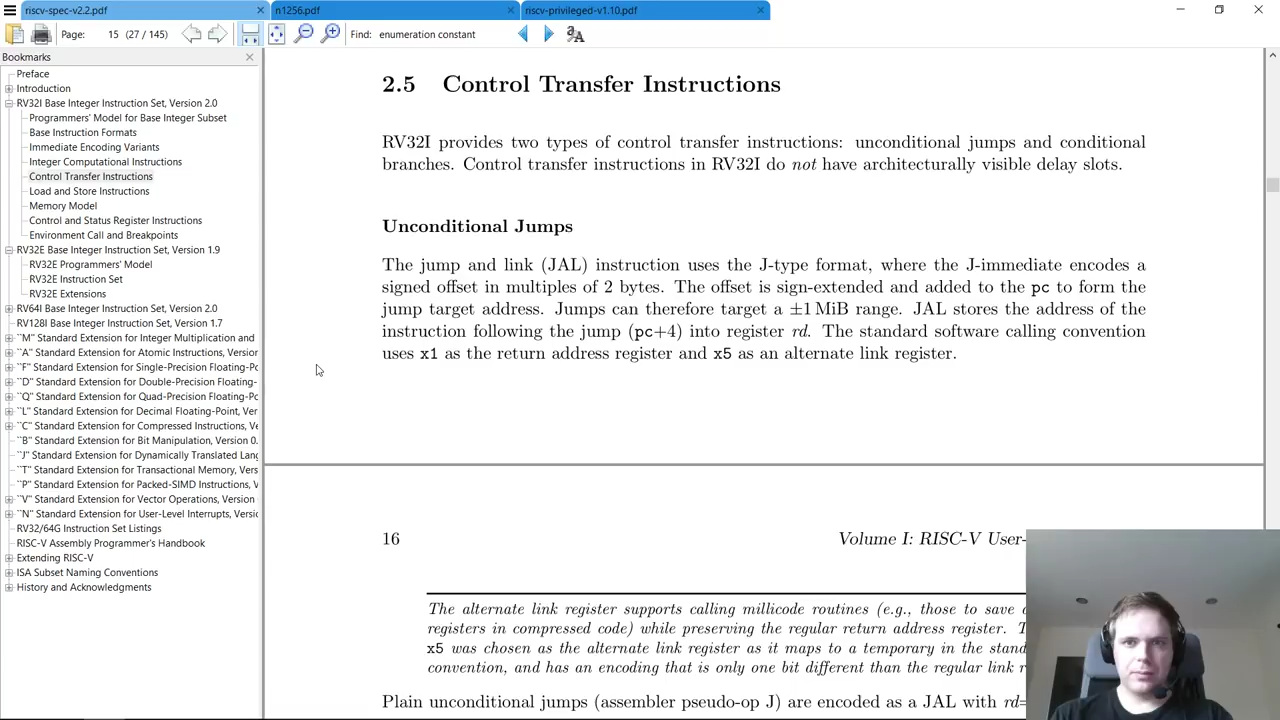 riscv-spec-v2.2.pdf
n1256.pdf
riscv-privileged-v1.10.pdf
Page: 15 (27 / 145) Find: enumeration constant
Bookmarks
Preface
Introduction
RV32I Base Integer Instruction Set, Version 2.0
Programmers' Model for Base Integer Subset
Base Instruction Formats
Immediate Encoding Variants
Integer Computational Instructions
Control Transfer Instructions
Load and Store Instructions
Memory Model
Control and Status Register Instructions
Environment Call and Breakpoints
RV32E Base Integer Instruction Set, Version 1.9
RV32E Programmers' Model
RV32E Instruction Set
RV32E Extensions
RV64I Base Integer Instruction Set, Version 2.0
RV128I Base Integer Instruction Set, Version 1.7
``M'' Standard Extension for Integer Multiplication and
``A'' Standard Extension for Atomic Instructions, Version
``F'' Standard Extension for Single-Precision Floating-Po
``D'' Standard Extension for Double-Precision Floating-
``Q'' Standard Extension for Quad-Precision Floating-Po
``L'' Standard Extension for Decimal Floating-Point, Ver
``C'' Standard Extension for Compressed Instructions, Ve
``B'' Standard Extension for Bit Manipulation, Version 0.
``J'' Standard Extension for Dynamically Translated Lang
``T'' Standard Extension for Transactional Memory, Vers
``P'' Standard Extension for Packed-SIMD Instructions, V
``V'' Standard Extension for Vector Operations, Version
``N'' Standard Extension for User-Level Interrupts, Versio
RV32/64G Instruction Set Listings
RISC-V Assembly Programmer's Handbook
Extending RISC-V
ISA Subset Naming Conventions
History and Acknowledgments
2.5 Control Transfer Instructions
RV32I provides two types of control transfer instructions: unconditional jumps and conditional
branches. Control transfer instructions in RV32I do not have architecturally visible delay slots.
Unconditional Jumps
The jump and link (JAL) instruction uses the J-type format, where the J-immediate encodes a
signed offset in multiples of 2 bytes. The offset is sign-extended and added to the pc to form the
jump target address. Jumps can therefore target a ±1 MiB range. JAL stores the address of the
instruction following the jump (pc+4) into register rd. The standard software calling convention
uses x1 as the return address register and x5 as an alternate link register.
16 Volume I: RISC-V User-
The alternate link register supports calling millicode routines (e.g., those to save
registers in compressed code) while preserving the regular return address register.
x5 was chosen as the alternate link register as it maps to a temporary in the stand
convention, and has an encoding that is only one bit different than the regular link r
Plain unconditional jumps (assembler pseudo-op J) are encoded as a JAL with rd=